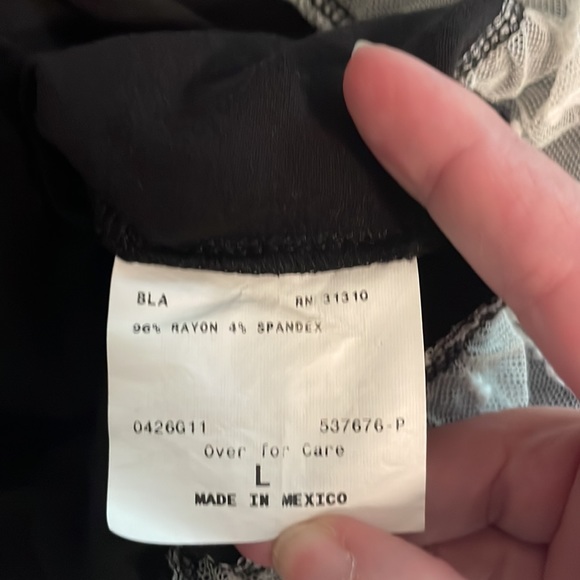 BLA RN 31310
96% RAYON 4% SPANDEX
0426G11 537676-P
Over for Care
L
MADE IN MEXICO